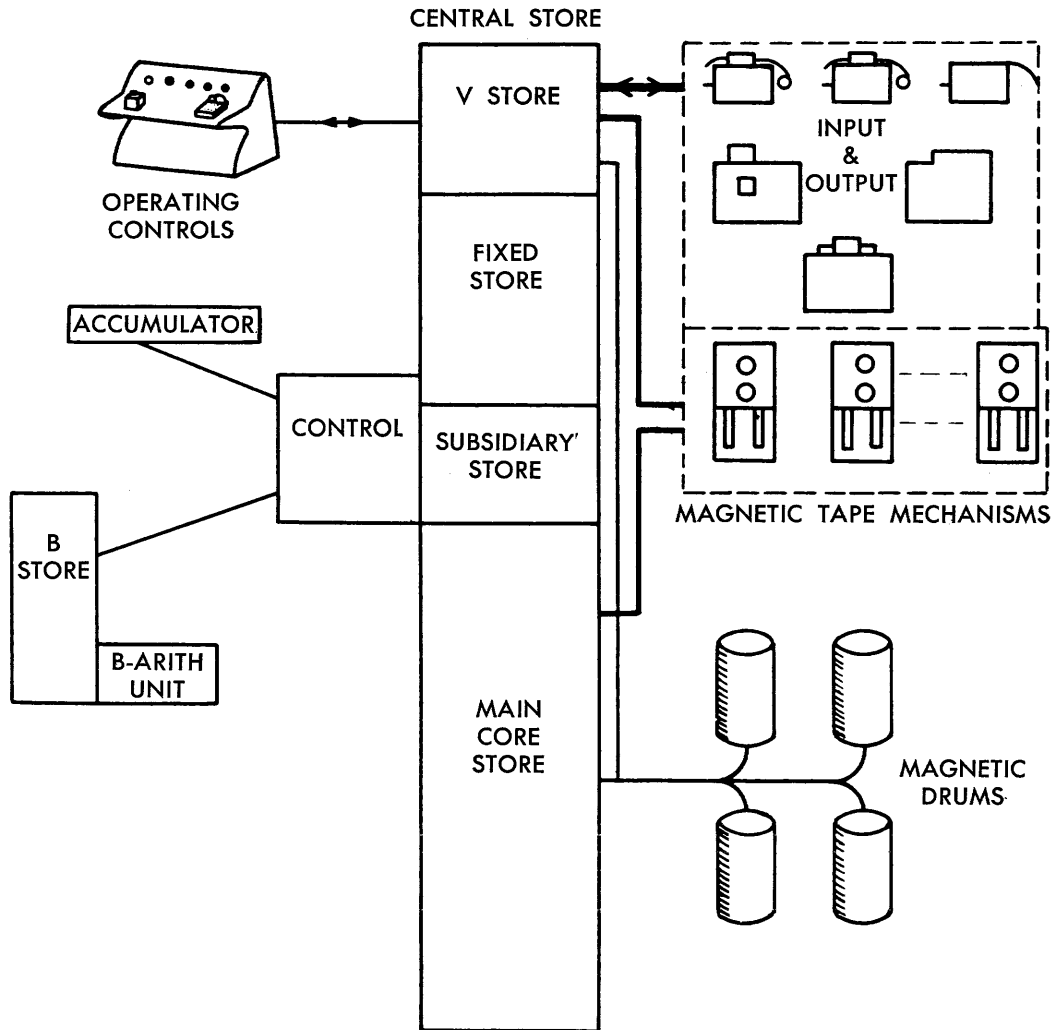 CENTRAL STORE
V STORE
INPUT
&
OUTPUT
OPERATING
CONTROLS
FIXED
STORE
ACCUMULATOR
CONTROL
SUBSIDIARY'
STORE
MAGNETIC TAPE MECHANISMS
B
STORE
B-ARITH
UNIT
MAIN
CORE
STORE
MAGNETIC
DRUMS